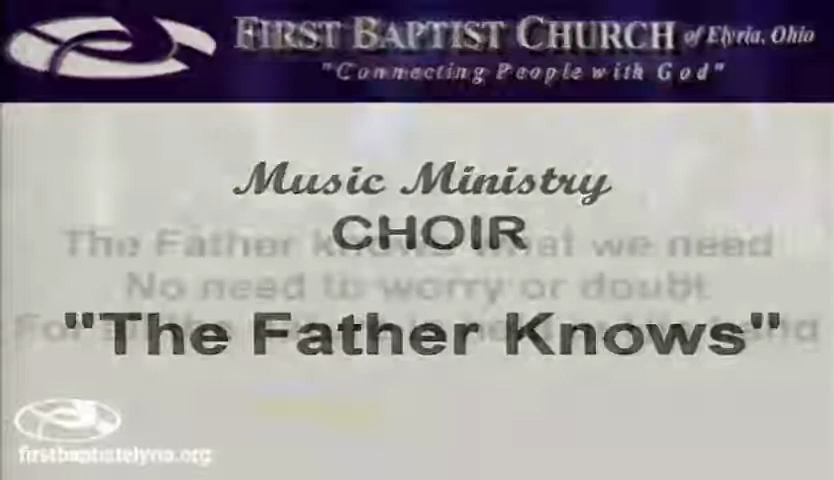 FIRST BAPTIST CHURCH of Elyria, Ohio
"Connecting People with God"
Music Ministry
CHOIR
The Father knows what we need
No need to worry or doubt
"The Father Knows"
firstbaptistelyria.org